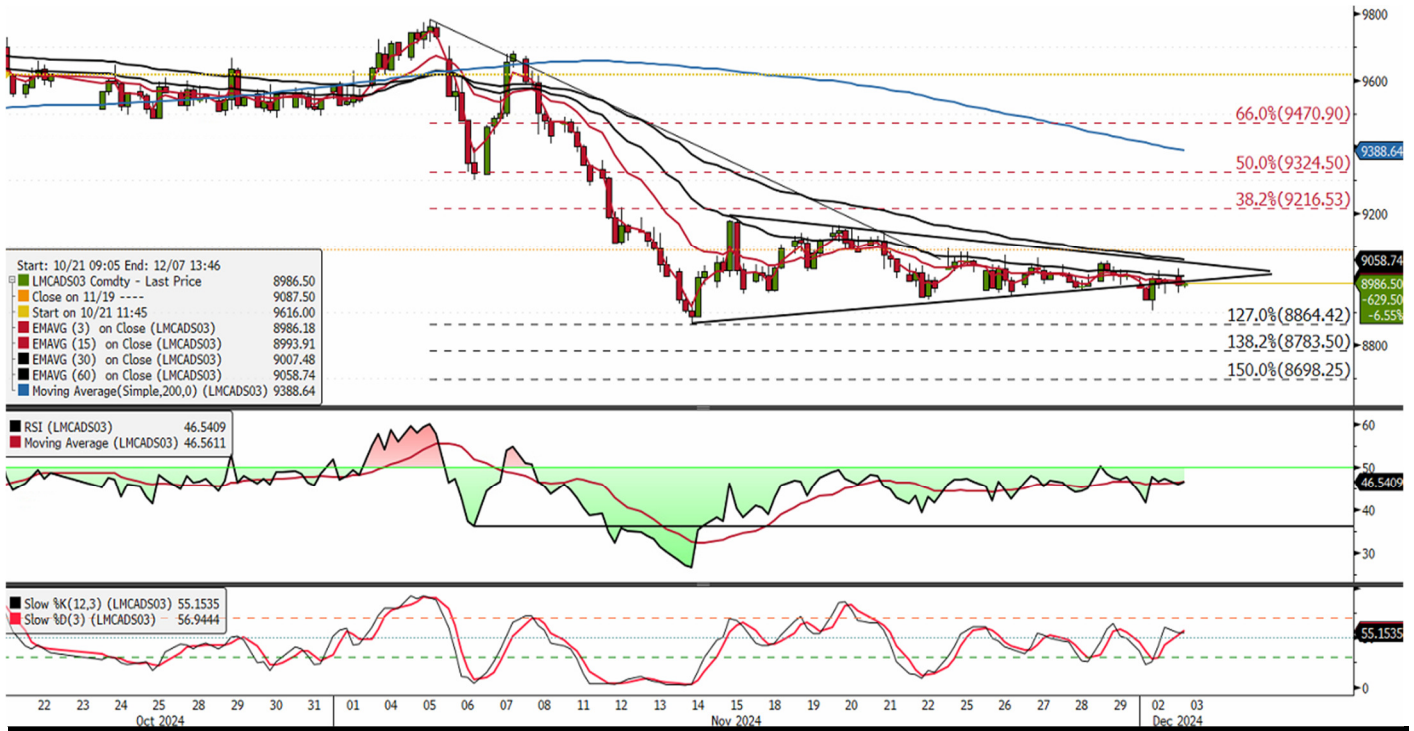 9800
9600
66.0%(9470.90)
9388.64
50.0%(9324.50)
38.2%(9216.53)
9200
9058.74
8986.50
-629.50
-6.55%
127.0%(8864.42)
138.2%(8783.50)
8800
150.0%(8698.25)
Start: 10/21 09:05 End: 12/07 13:46
LMCADS03 Comdty - Last Price 8986.50
Close on 11/19 ---- 9087.50
Start on 10/21 11:45 9616.00
EMAVG (3) on Close (LMCADS03) 8986.18
EMAVG (15) on Close (LMCADS03) 8993.91
EMAVG (30) on Close (LMCADS03) 9007.48
EMAVG (60) on Close (LMCADS03) 9058.74
Moving Average(Simple,200,0) (LMCADS03) 9388.64
RSI (LMCADS03) 46.5409
Moving Average (LMCADS03) 46.5611
60
50
46.5409
40
30
Slow %K(12,3) (LMCADS03) 55.1535
Slow %D(3) (LMCADS03) 56.9444
55.1535
0
22 23 24 25 28 29 30 31 01 04 05 06 07 08 11 12 13 14 15 18 19 20 21 22 25 26 27 28 29 02 03
Oct 2024 Nov 2024 Dec 2024